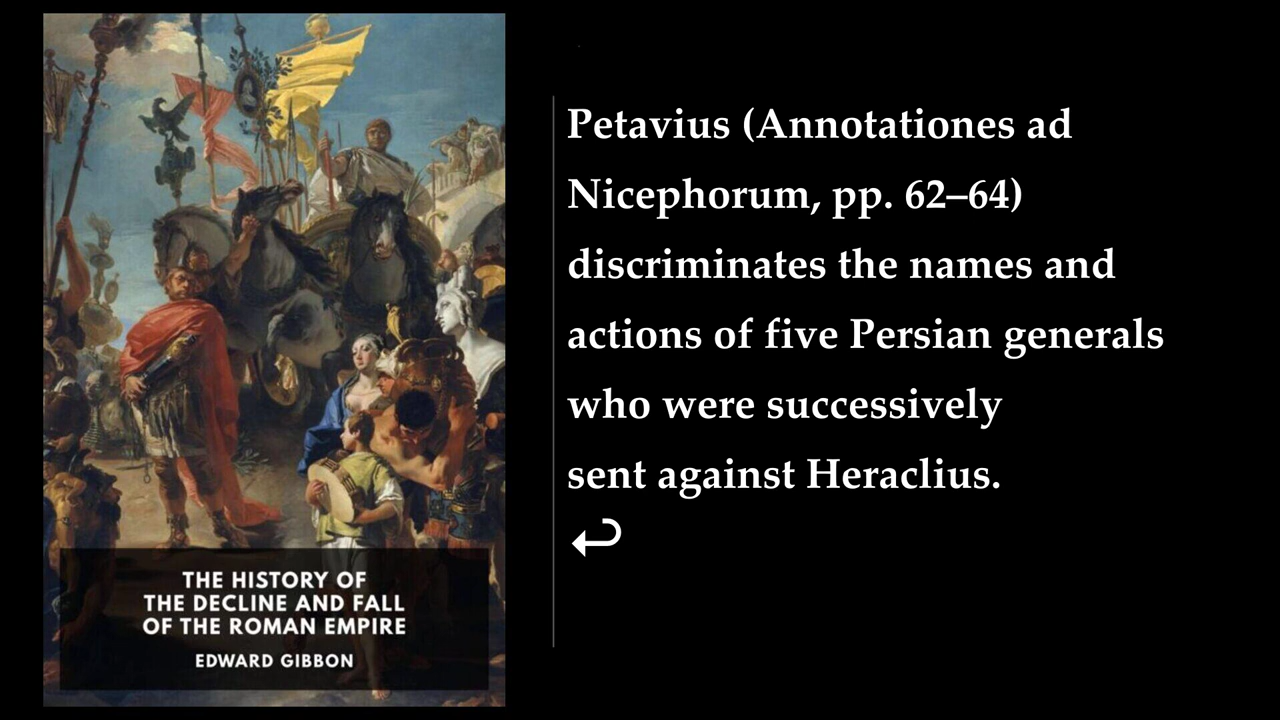 THE HISTORY OF
THE DECLINE AND FALL
OF THE ROMAN EMPIRE
EDWARD GIBBON
Petavius (Annotationes ad
Nicephorum, pp. 62–64)
discriminates the names and
actions of five Persian generals
who were successively
sent against Heraclius.
↩